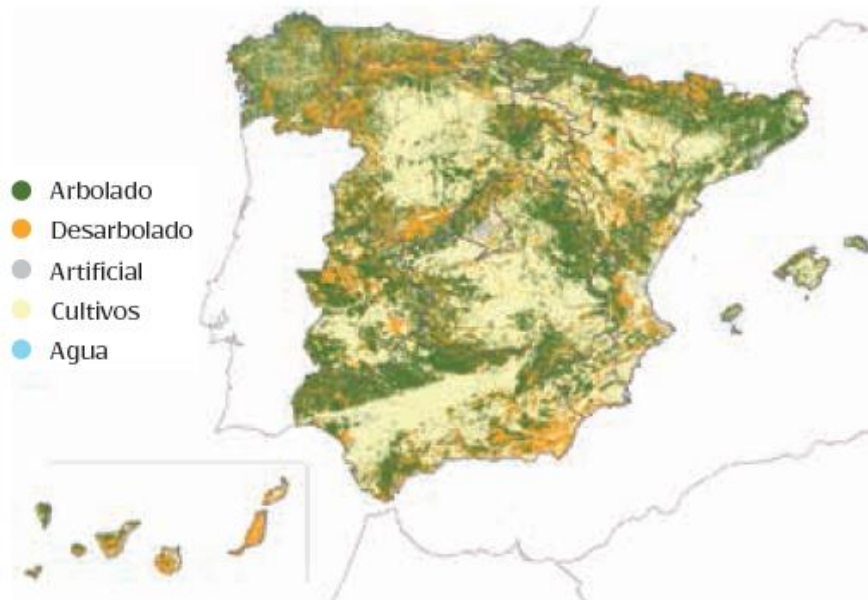 Arbolado
Desarbolado
Artificial
Cultivos
Agua